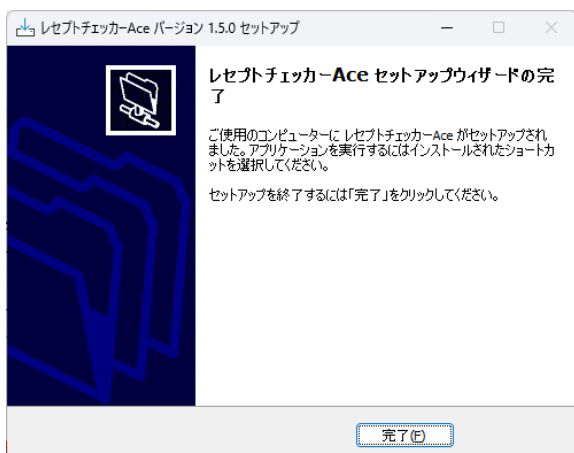 レセプトチェッカーAce バージョン 1.5.0 セットアップ
レセプトチェッカーAce セットアップウィザードの完
了
ご使用のコンピューターに レセプトチェッカーAce がセットアップされ
ました。アプリケーションを実行するにはインストールされたショートカ
ットを選択してください。
セットアップを終了するには「完了」をクリックしてください。
完了(F)